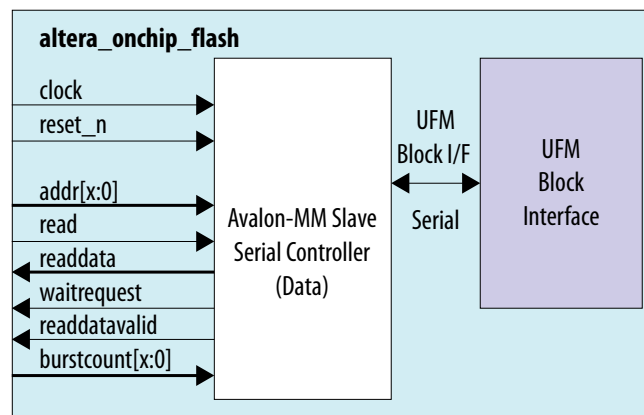 altera_onchip_flash
clock
reset_n
addr[x:0]
read
readdata
waitrequest
readdatavalid
burstcount[x:0]
Avalon-MM Slave
Serial Controller
(Data)
UFM
Block I/F
Serial
UFM
Block
Interface